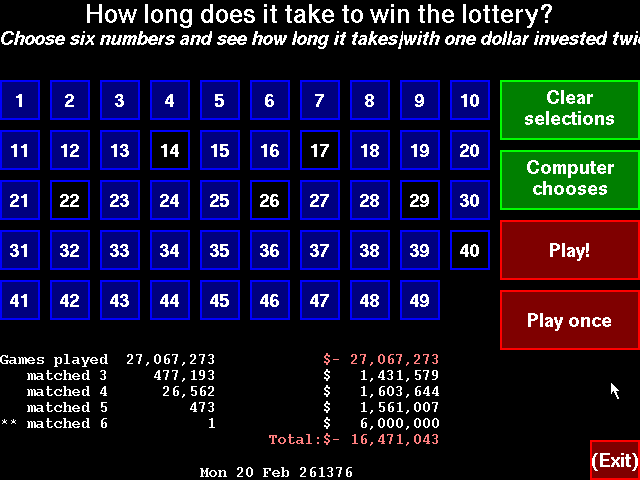 How long does it take to win the lottery?
Choose six numbers and see how long it takes with one dollar invested
1 2 3 4 5 6 7 8 9 10
Clear selections
11 12 13 14 15 16 17 18 19 20
Computer chooses
21 22 23 24 25 26 27 28 29 30
31 32 33 34 35 36 37 38 39 40
Play!
41 42 43 44 45 46 47 48 49
Play once
Games played 27,067,273 $- 27,067,273
matched 3 477,193 $ 1,431,579
matched 4 26,562 $ 1,603,644
matched 5 473 $ 1,561,007
** matched 6 1 $ 6,000,000
Total:$- 16,471,043
(Exit)
Mon 20 Feb 261376